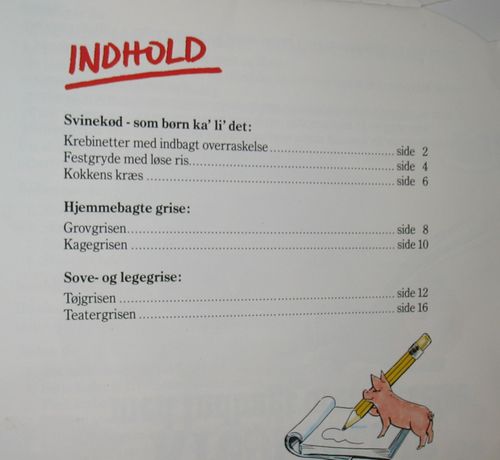 INDHOLD
Svinekød - som børn ka' li' det:
Krebinetter med indbagt overraskelse ........ side 2
Festgryde med løse ris ........ side 4
Kokkens kræs ........ side 6
Hjemmebagte grise:
Grovgrisen ........ side 8
Kagegrisen ........ side 10
Sove- og legegrise:
Tøjgrisen ........ side 12
Teatergrisen ........ side 16